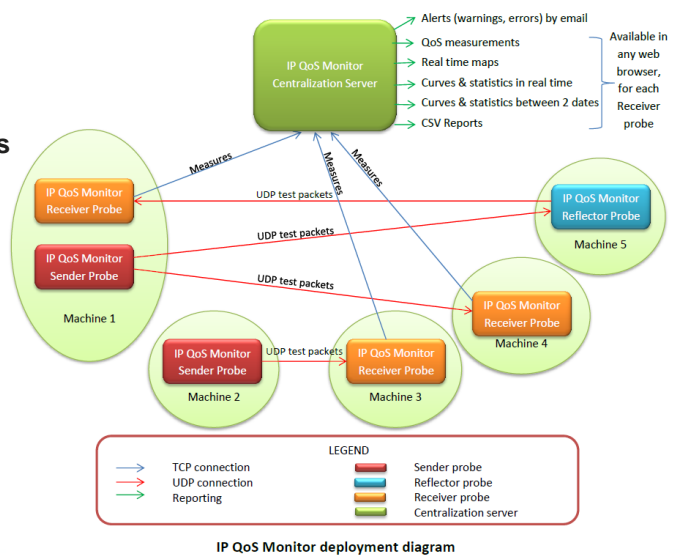 Alerts (warnings, errors) by email
QoS measurements
Real time maps
Curves & statistics in real time
Curves & statistics between 2 dates
CSV Reports
Available in
any web
browser,
for each
Receiver
probe
IP QoS Monitor
Centralization Server
s
Measures
Measures
Measures
IP QoS Monitor
Receiver Probe
UDP test packets
IP QoS Monitor
Reflector Probe
Machine 5
UDP test packets
IP QoS Monitor
Sender Probe
UDP test packets
Machine 1
IP QoS Monitor
Receiver Probe
Machine 4
IP QoS Monitor
Sender Probe
Machine 2
UDP test packets
IP QoS Monitor
Receiver Probe
Machine 3
LEGEND
TCP connection
UDP connection
Reporting
Sender probe
Reflector probe
Receiver probe
Centralization server
IP QoS Monitor deployment diagram